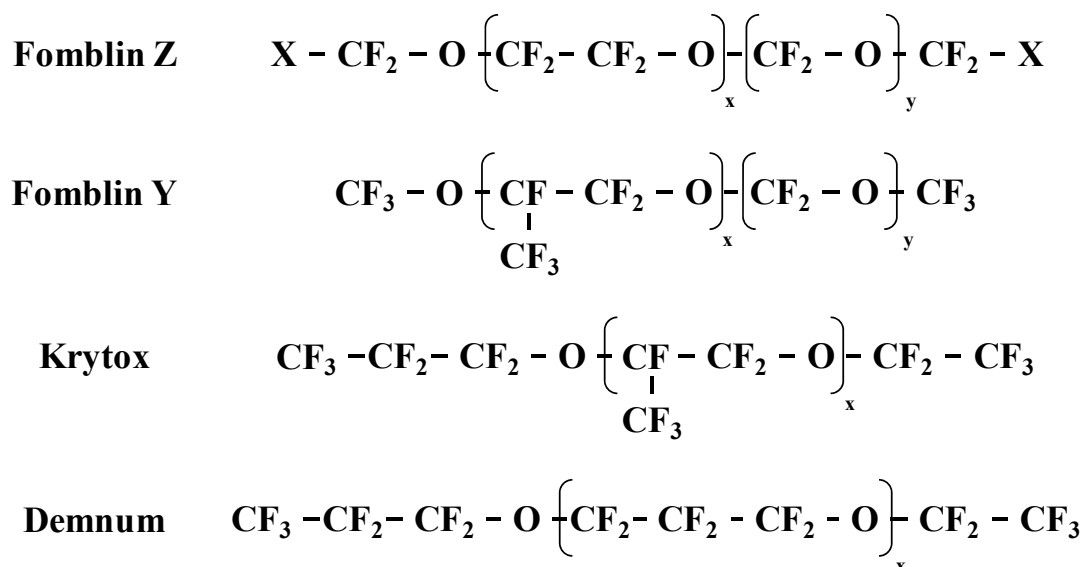 Fomblin Z X – CF₂ – O –(CF₂ – CF₂ – O)ₓ–(CF₂ – O)ᵧ CF₂ – X
Fomblin Y CF₃ – O –(CF – CF₂ – O)ₓ–(CF₂ – O)ᵧ CF₃
CF₃
Krytox CF₃ –CF₂– CF₂ – O –(CF – CF₂ – O)ₓ– CF₂ – CF₃
CF₃
Demnum CF₃ –CF₂– CF₂ – O –(CF₂ – CF₂ – CF₂ – O)ₓ– CF₂ – CF₃